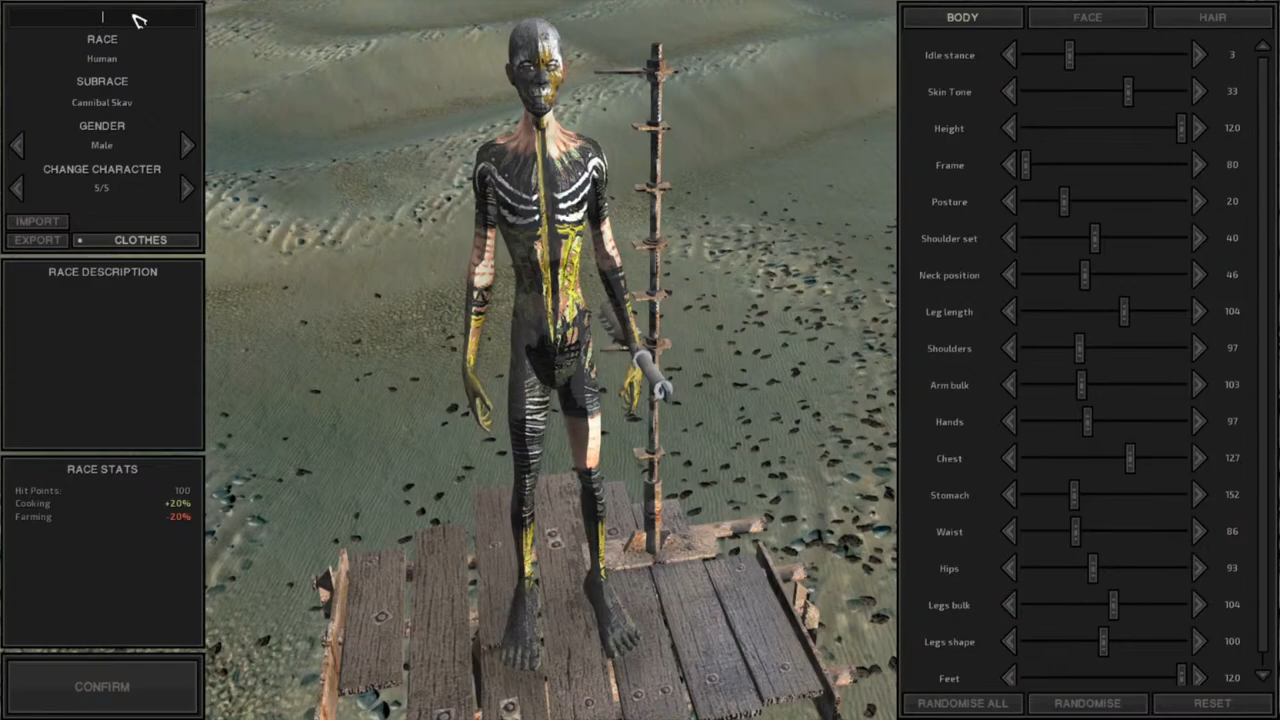 RACE
Human
SUBRACE
Cannibal Skav
GENDER
Male
CHANGE CHARACTER
5/5
IMPORT
EXPORT
CLOTHES
RACE DESCRIPTION
RACE STATS
Hit Points: 100
Cooking +20%
Farming -20%
CONFIRM
BODY FACE HAIR
Idle stance 3
Skin Tone 33
Height 120
Frame 80
Posture 20
Shoulder set 40
Neck position 46
Leg length 104
Shoulders 97
Arm bulk 103
Hands 97
Chest 127
Stomach 152
Waist 86
Hips 93
Legs bulk 104
Legs shape 100
Feet 120
RANDOMISE ALL RANDOMISE RESET